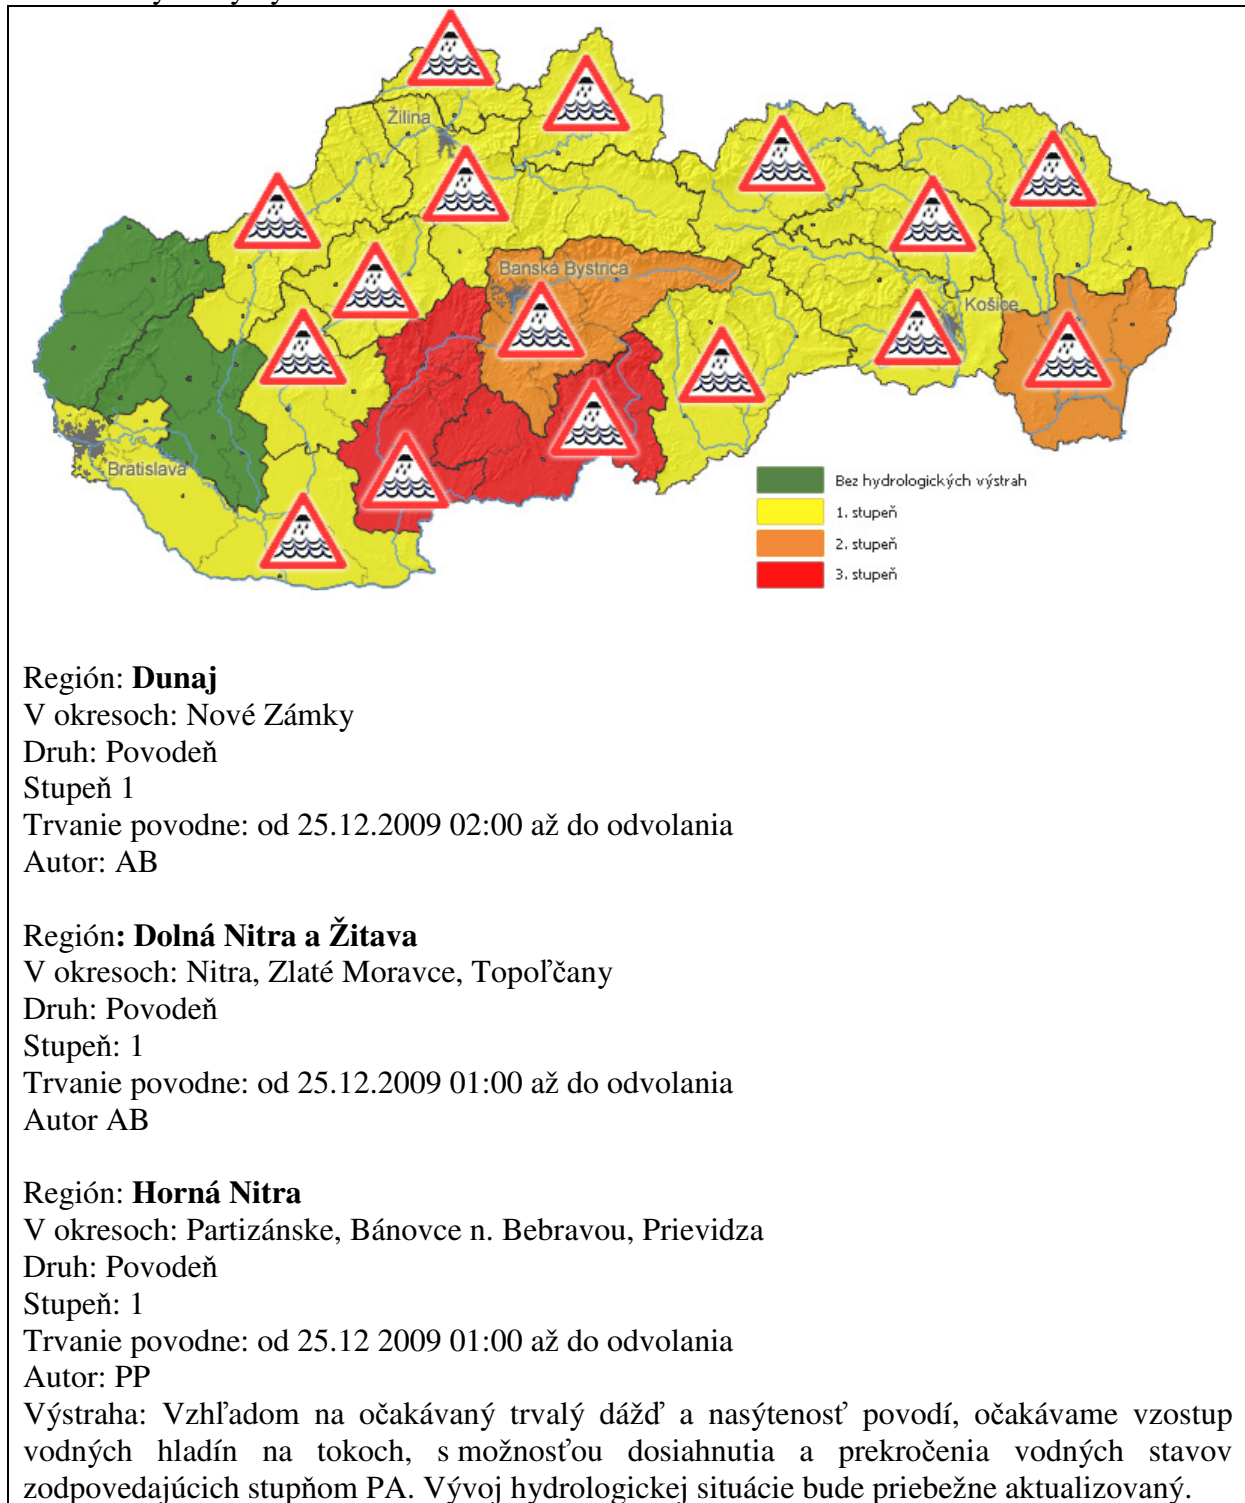 Žilina
Banská Bystrica
Košice
Bratislava
Bez hydrologických výstrah
1. stupeň
2. stupeň
3. stupeň
Región: Dunaj
V okresoch: Nové Zámky
Druh: Povodeň
Stupeň 1
Trvanie povodne: od 25.12.2009 02:00 až do odvolania
Autor: AB
Región: Dolná Nitra a Žitava
V okresoch: Nitra, Zlaté Moravce, Topoľčany
Druh: Povodeň
Stupeň: 1
Trvanie povodne: od 25.12.2009 01:00 až do odvolania
Autor AB
Región: Horná Nitra
V okresoch: Partizánske, Bánovce n. Bebravou, Prievidza
Druh: Povodeň
Stupeň: 1
Trvanie povodne: od 25.12 2009 01:00 až do odvolania
Autor: PP
Výstraha: Vzhľadom na očakávaný trvalý dážď a nasýtenosť povodí, očakávame vzostup
vodných hladín na tokoch, s možnosťou dosiahnutia a prekročenia vodných stavov
zodpovedajúcich stupňom PA. Vývoj hydrologickej situácie bude priebežne aktualizovaný.